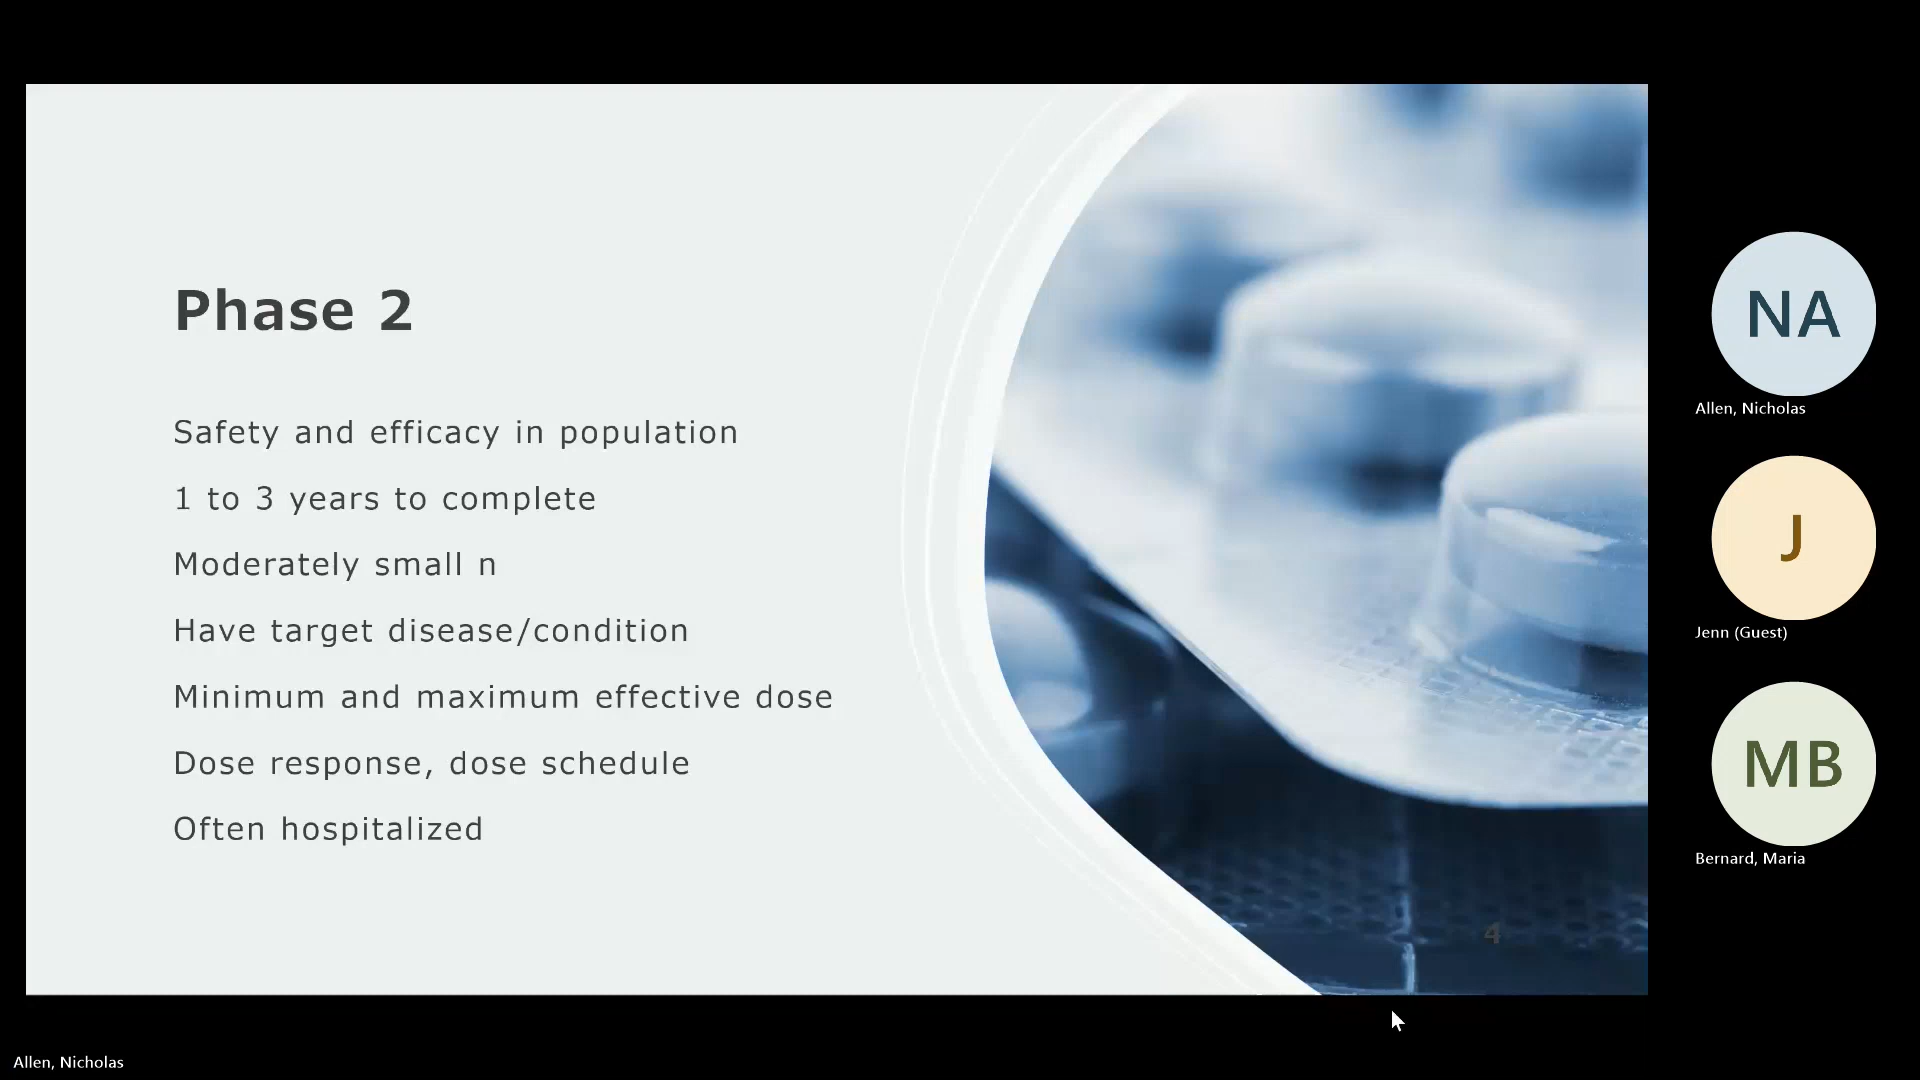 Phase 2
Safety and efficacy in population
1 to 3 years to complete
Moderately small n
Have target disease/condition
Minimum and maximum effective dose
Dose response, dose schedule
Often hospitalized
4
NA
Allen, Nicholas
J
Jenn (Guest)
MB
Bernard, Maria
Allen, Nicholas